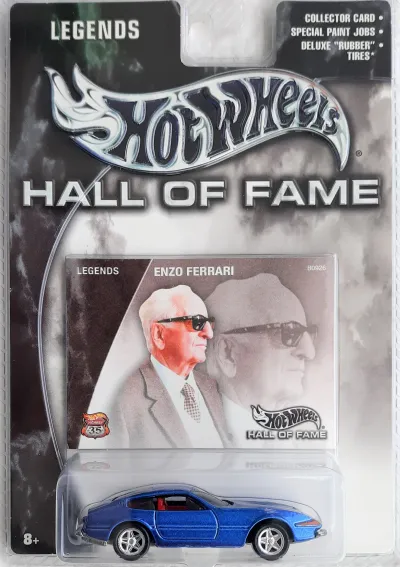 LEGENDS
COLLECTOR CARD •
SPECIAL PAINT JOBS •
DELUXE "RUBBER" •
TIRES*
Hot Wheels ®
HALL OF FAME
LEGENDS ENZO FERRARI
Hot Wheels
35
HALL OF FAME
8+